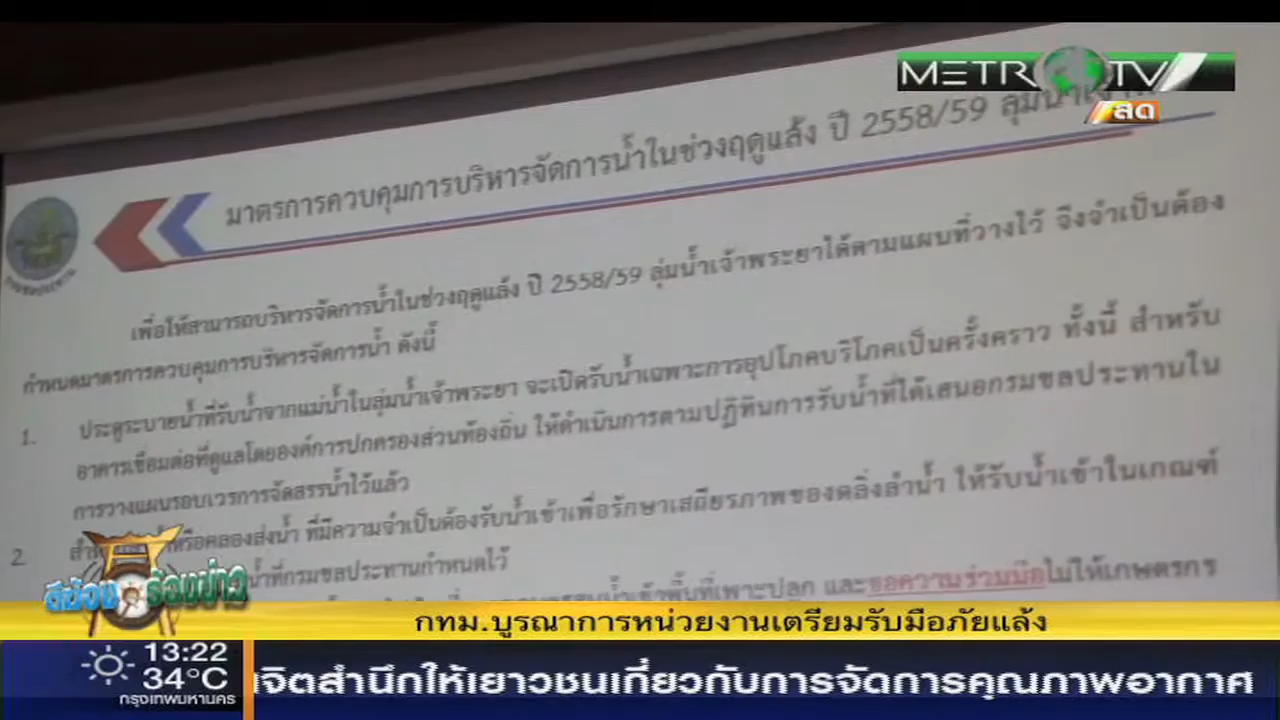 METROTV
สด
มาตรการควบคุมการบริหารจัดการน้ำในช่วงฤดูแล้ง ปี 2558/59
เพื่อให้สามารถบริหารจัดการน้ำในช่วงฤดูแล้ง ปี 2558/59 ลุ่มน้ำเจ้าพระยาได้ตามแผนที่วางไว้ จึงจำเป็นต้อง
กำหนดมาตรการควบคุมการบริหารจัดการน้ำ ดังนี้
1. ประตูระบายน้ำที่รับน้ำจากแม่น้ำในลุ่มน้ำเจ้าพระยา จะเปิดรับน้ำเฉพาะการอุปโภคบริโภคเป็นครั้งคราว ทั้งนี้ สำหรับ
อาคารเชื่อมต่อที่ดูแลโดยองค์การปกครองส่วนท้องถิ่น ให้ดำเนินการตามปฏิทินการรับน้ำที่ได้เสนอกรมชลประทานใน
การวางแผนรอบเวรการจัดสรรน้ำไว้แล้ว
2. หรือคลองส่งน้ำ ที่มีความจำเป็นต้องรับน้ำเข้าเพื่อรักษาเสถียรภาพของตลิ่งลำน้ำ ให้รับน้ำเข้าในเกณฑ์
น้ำที่กรมชลประทานกำหนดไว้
น้ำเข้าพื้นที่เพาะปลูก และขอความร่วมมือไม่ให้เกษตรกร
ตีฆ้องร้องข่าว
กทม.บูรณาการหน่วยงานเตรียมรับมือภัยแล้ง
13:22
34°C
กรุงเทพมหานคร
จิตสำนึกให้เยาวชนเกี่ยวกับการจัดการคุณภาพอากาศ